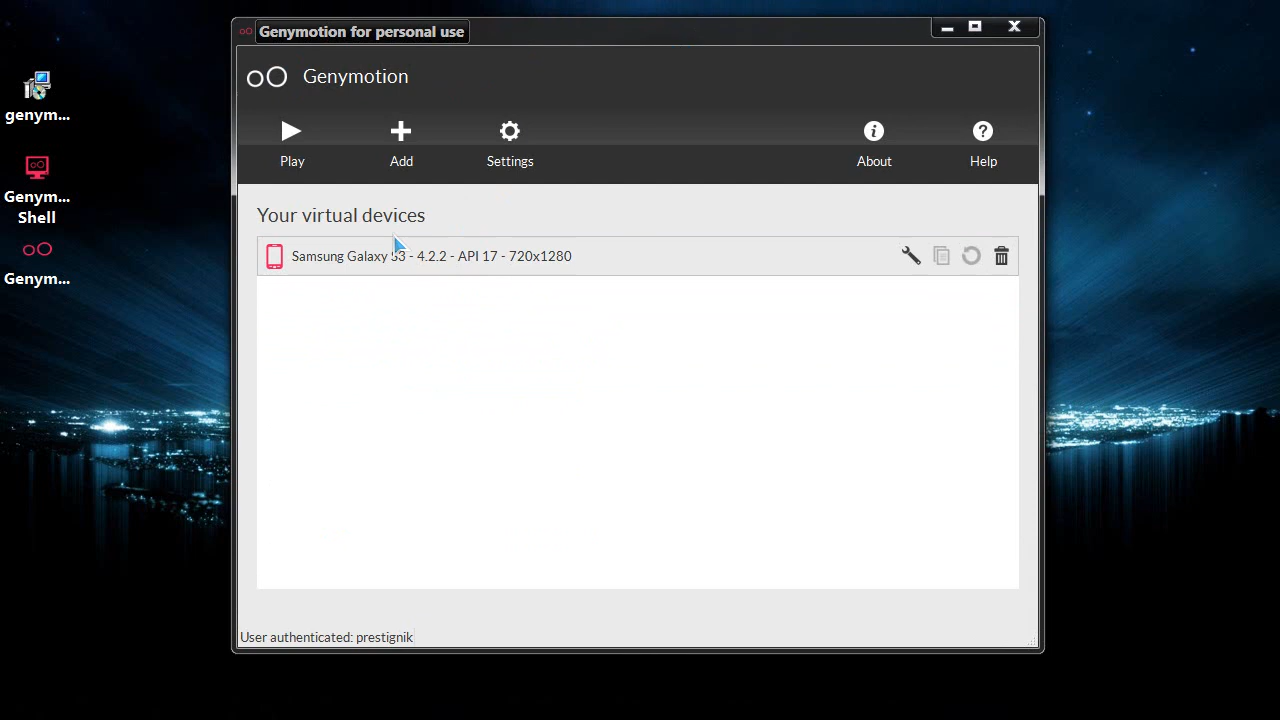 Genymotion for personal use
Genymotion
Play
Add
Settings
About
Help
Your virtual devices
Samsung Galaxy S3 - 4.2.2 - API 17 - 720x1280
User authenticated: prestignik
genym...
Genym...
Shell
Genym...